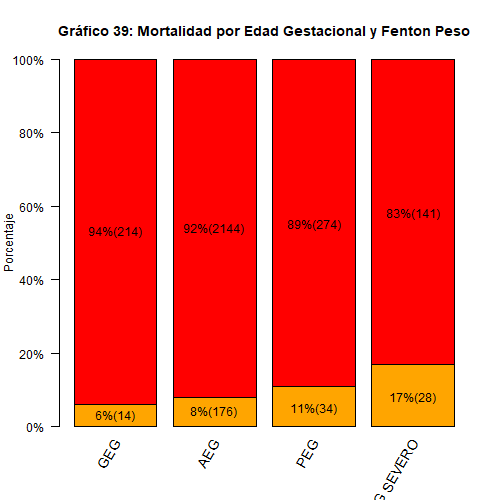 Gráfico 39: Mortalidad por Edad Gestacional y Fenton Peso
Porcentaje
100%
80%
60%
40%
20%
0%
94%(214)
92%(2144)
89%(274)
83%(141)
6%(14)
8%(176)
11%(34)
17%(28)
GEG
AEG
PEG
G SEVERO